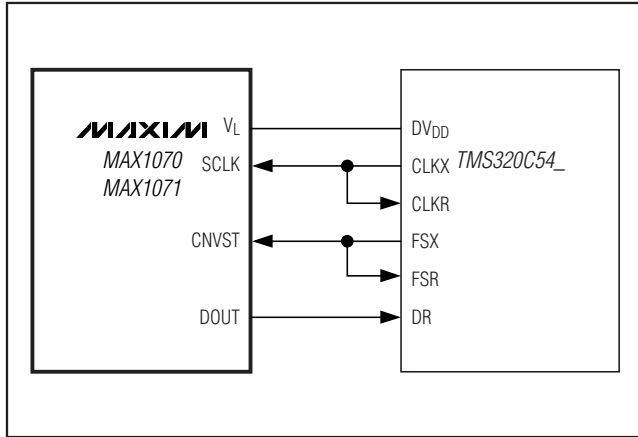 MAXIM
MAX1070
MAX1071
VL
SCLK
CNVST
DOUT
DVDD
CLKX
CLKR
FSX
FSR
DR
TMS320C54_